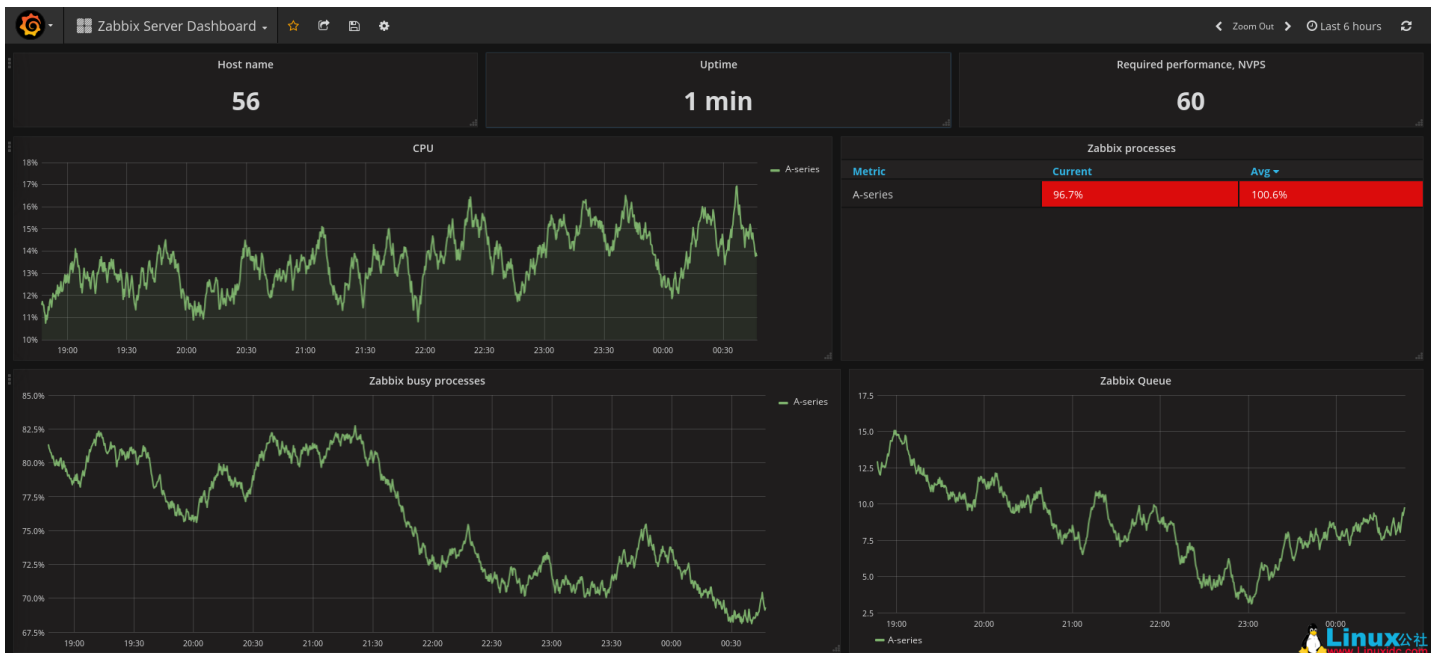 Zabbix Server Dashboard
Zoom Out
Last 6 hours
Host name
56
Uptime
1 min
Required performance, NVPS
60
CPU
18%
17%
16%
15%
14%
13%
12%
11%
10%
19:00 19:30 20:00 20:30 21:00 21:30 22:00 22:30 23:00 23:30 00:00 00:30
A-series
Zabbix processes
Metric Current Avg
A-series 96.7% 100.6%
Zabbix busy processes
85.0%
82.5%
80.0%
77.5%
75.0%
72.5%
70.0%
67.5%
19:00 19:30 20:00 20:30 21:00 21:30 22:00 22:30 23:00 23:30 00:00 00:30
A-series
Zabbix Queue
17.5
15.0
12.5
10.0
7.5
5.0
2.5
19:00 20:00 21:00 22:00 23:00 00:00
A-series
Linux公社
www.Linuxidc.com